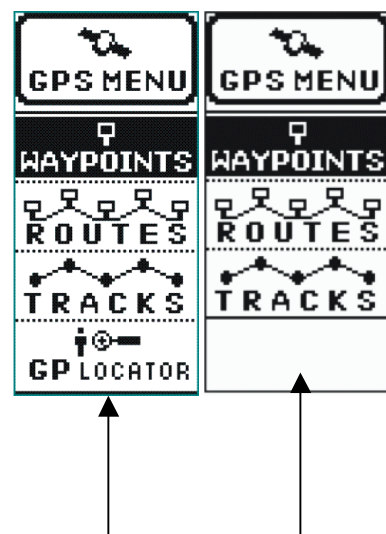 GPS MENU
WAYPOINTS
ROUTES
TRACKS
GP LOCATOR
GPS MENU
WAYPOINTS
ROUTES
TRACKS